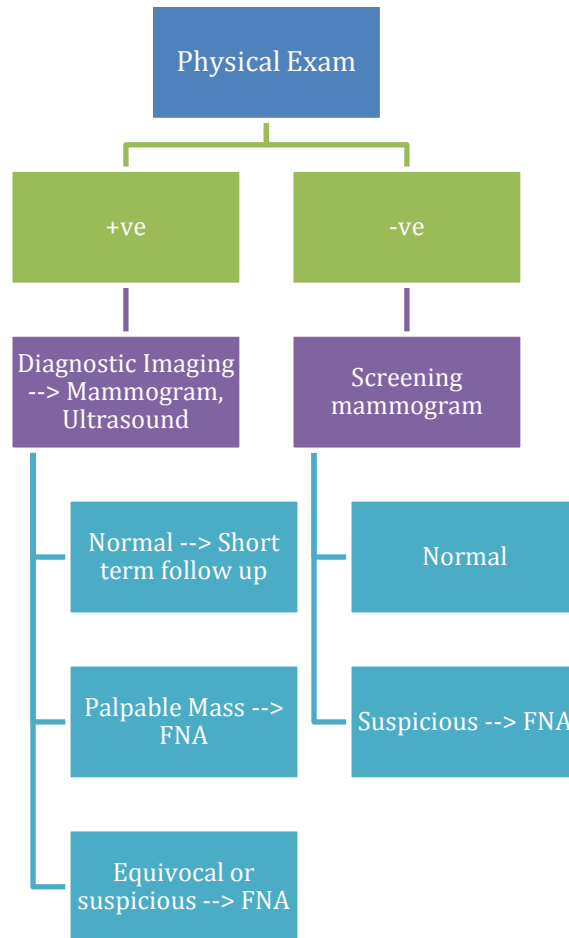 Physical Exam
+ve
-ve
Diagnostic Imaging
--> Mammogram,
Ultrasound
Screening
mammogram
Normal --> Short
term follow up
Normal
Palpable Mass -->
FNA
Suspicious --> FNA
Equivocal or
suspicious --> FNA